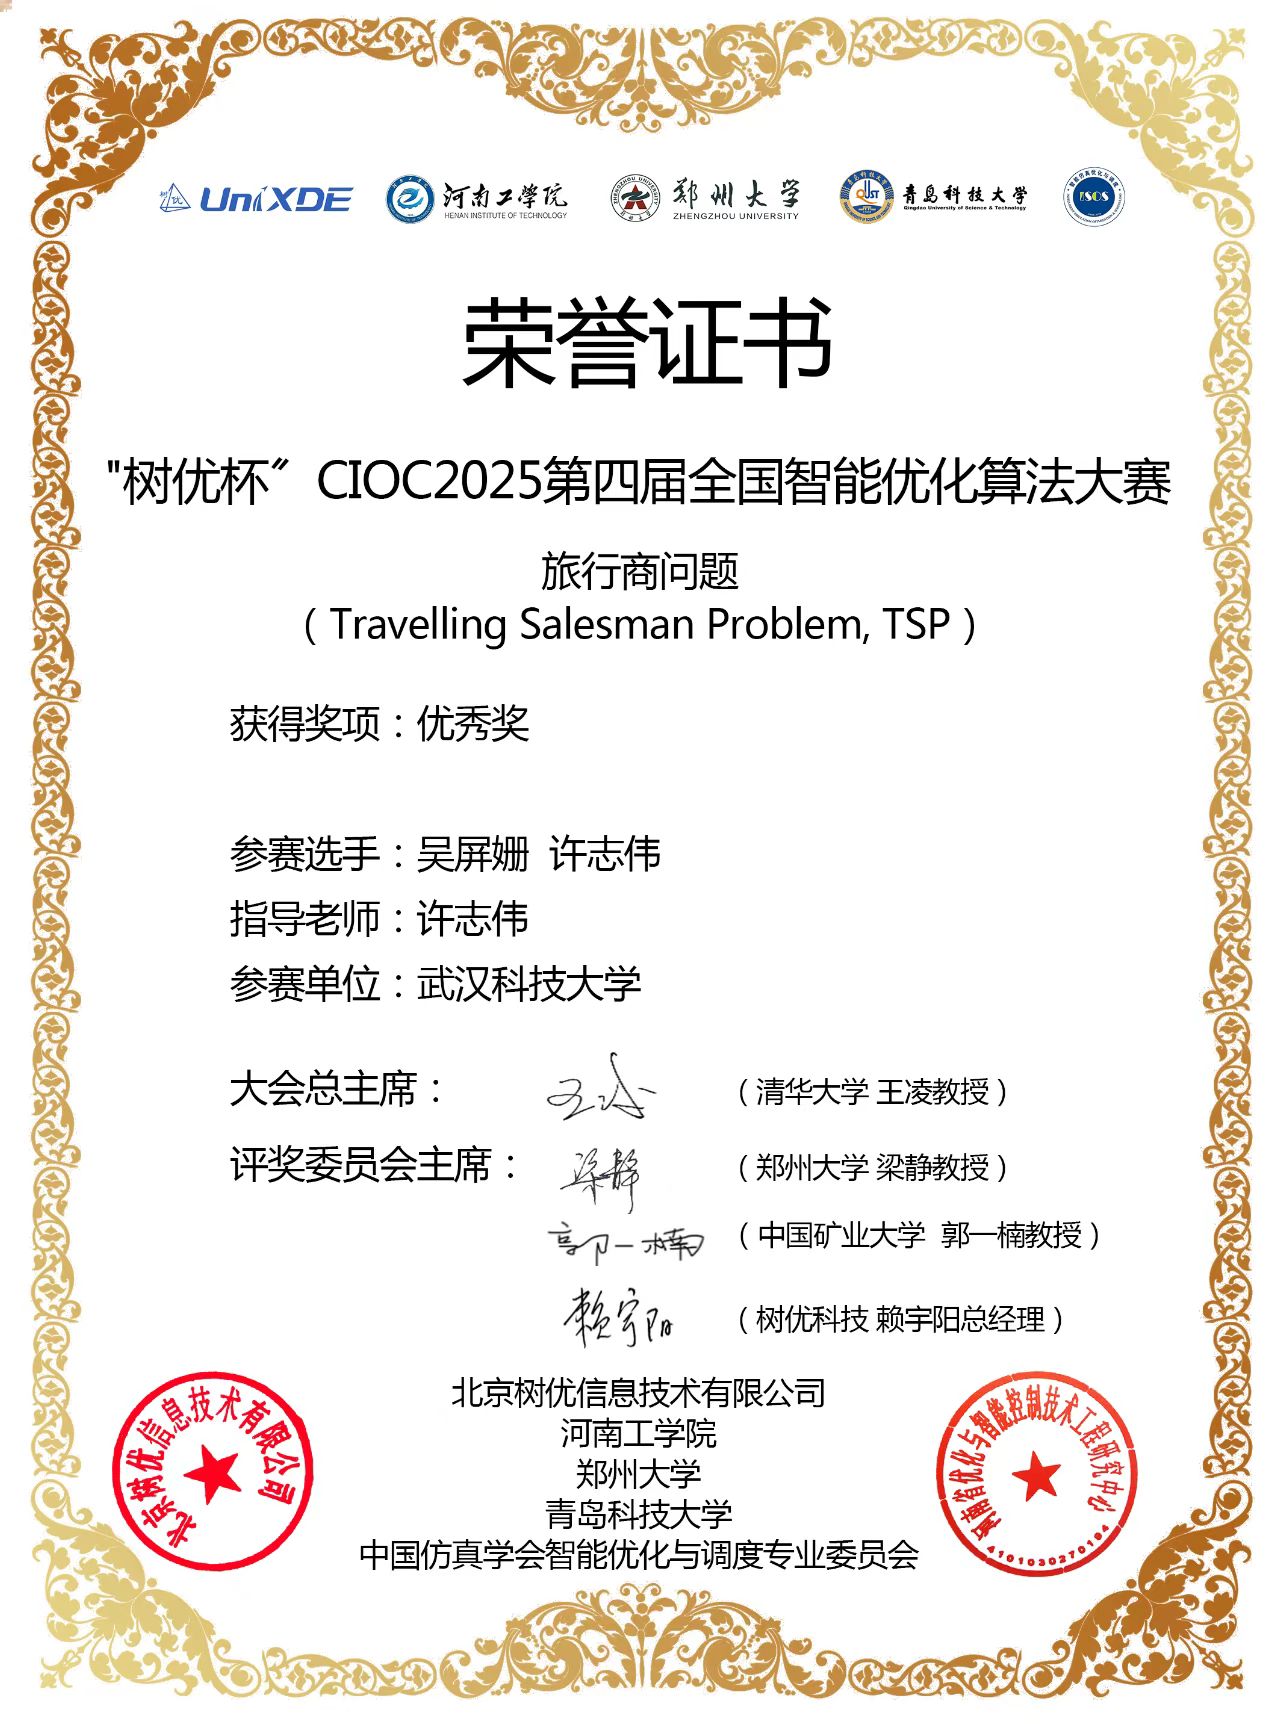 树优 UniXDE
河南工学院
HENAN INSTITUTE OF TECHNOLOGY
ZHENGZHOU UNIVERSITY
郑州大学
ZHENGZHOU UNIVERSITY
QUST
青岛科技大学
Qingdao University of Science & Technology
ISOS
荣誉证书
"树优杯〞CIOC2025第四届全国智能优化算法大赛
旅行商问题
（Travelling Salesman Problem, TSP）
获得奖项：优秀奖
参赛选手：吴屏姗 许志伟
指导老师：许志伟
参赛单位：武汉科技大学
大会总主席： 王凌 （清华大学 王凌教授）
评奖委员会主席： 梁静 （郑州大学 梁静教授）
郭一楠 （中国矿业大学 郭一楠教授）
赖宇阳 （树优科技 赖宇阳总经理）
北京树优信息技术有限公司
河南工学院
郑州大学
青岛科技大学
中国仿真学会智能优化与调度专业委员会
北京树优信息技术有限公司
河南省优化与智能控制技术工程研究中心
4101030270194